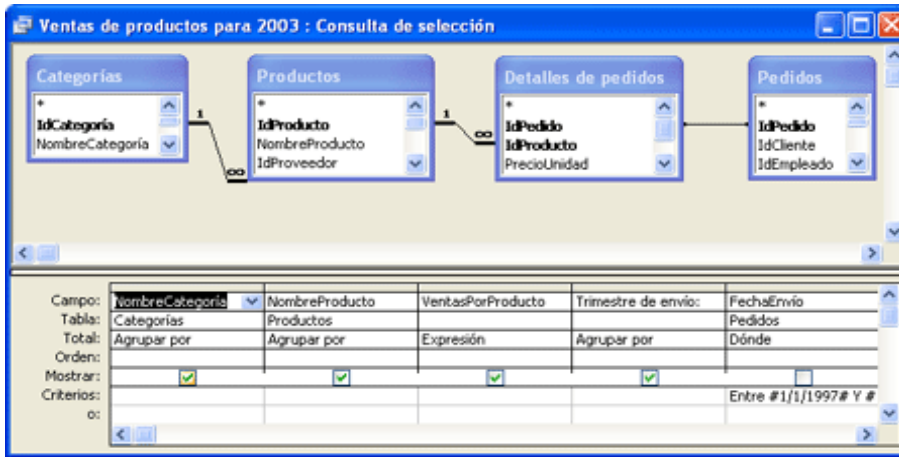 Ventas de productos para 2003 : Consulta de selección
Categorías Productos Detalles de pedidos Pedidos
* * * *
IdCategoría IdProducto IdPedido IdPedido
NombreCategoría NombreProducto IdProducto IdCliente
IdProveedor PrecioUnidad IdEmpleado
1 ∞ 1 ∞
Campo: NombreCategoría NombreProducto VentasPorProducto Trimestre de envío: FechaEnvío
Tabla: Categorías Productos Pedidos
Total: Agrupar por Agrupar por Expresión Agrupar por Dónde
Orden:
Mostrar:
Criterios: Entre #1/1/1997# Y #
o: